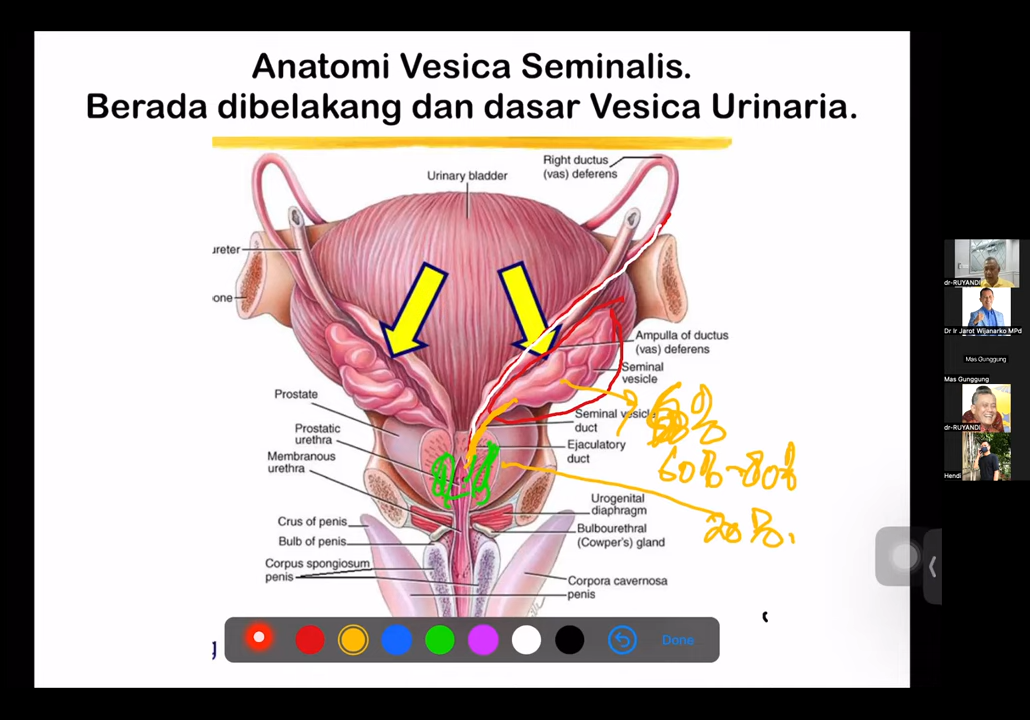 Anatomi Vesica Seminalis.
Berada dibelakang dan dasar Vesica Urinaria.
Right ductus
(vas) deferens
Urinary bladder
ureter
bone
Ampulla of ductus
(vas) deferens
Seminal
vesicle
Prostate
Seminal vesicle
duct
Prostatic
urethra
Ejaculatory
duct
Membranous
urethra
60%-80%
20%.
Urogenital
diaphragm
Crus of penis
Bulbourethral
(Cowper's) gland
Bulb of penis
Corpus spongiosum
penis
Corpora cavernosa
penis
Done
dr-RUYANDI
Dr Ir Jarot Wijanarko MPd
Mas Gunggung
Mas Gunggung
dr-RUYANDI
Hendi